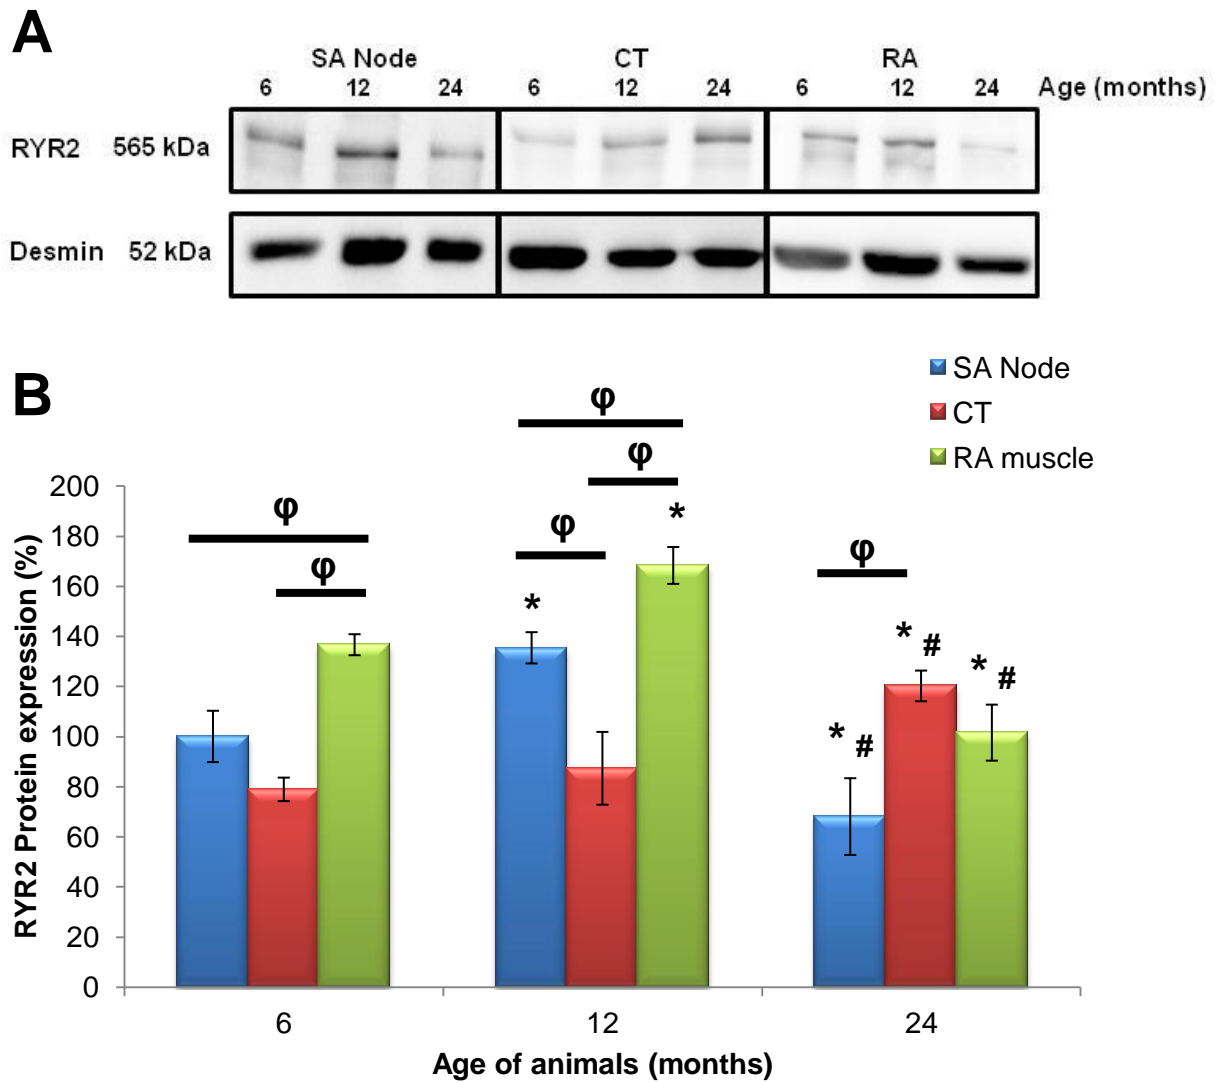 A
SA Node CT RA
6 12 24 6 12 24 6 12 24 Age (months)
RYR2 565 kDa
Desmin 52 kDa
B
SA Node
CT
RA muscle
φ
φ
φ
φ
φ
φ
*
*
* #
* #
* #
RYR2 Protein expression (%)
200
180
160
140
120
100
80
60
40
20
0
6 12 24
Age of animals (months)